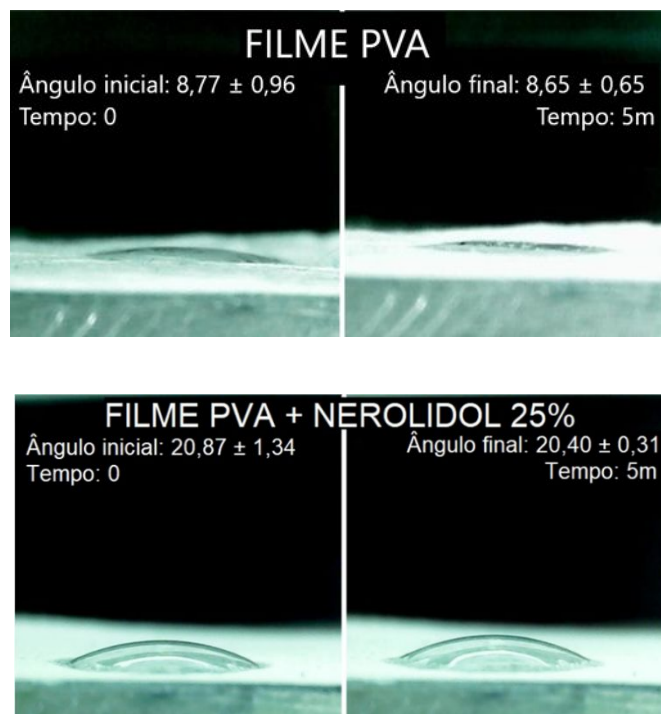 FILME PVA
Ângulo inicial: 8,77 ± 0,96
Tempo: 0
Ângulo final: 8,65 ± 0,65
Tempo: 5m
FILME PVA + NEROLIDOL 25%
Ângulo inicial: 20,87 ± 1,34
Tempo: 0
Ângulo final: 20,40 ± 0,31
Tempo: 5m